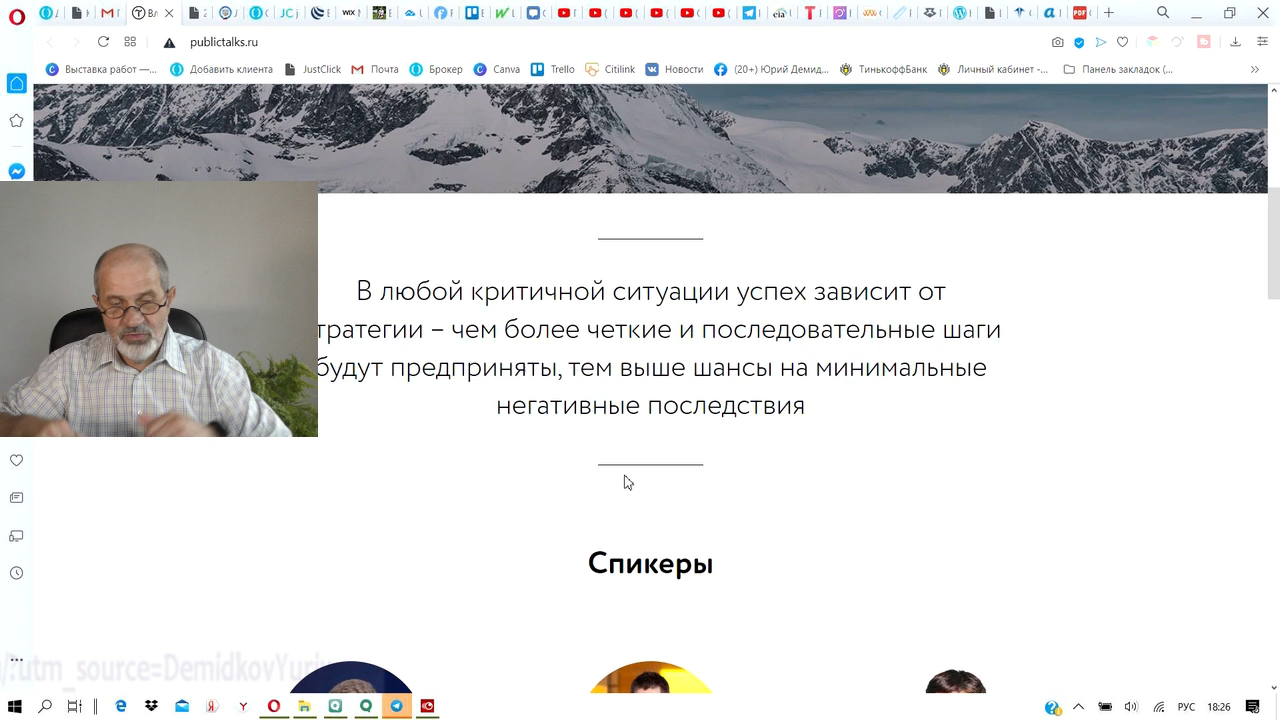 publictalks.ru
Выставка работ —... Добавить клиента JustClick Почта Брокер Canva Trello Citilink Новости (20+) Юрий Демид... ТинькоффБанк Личный кабинет -... Панель закладок (...
В любой критичной ситуации успех зависит от
тратегии – чем более четкие и последовательные шаги
будут предприняты, тем выше шансы на минимальные
негативные последствия
Спикеры
/?utm_source=DemidkovYuri
РУС 18:26